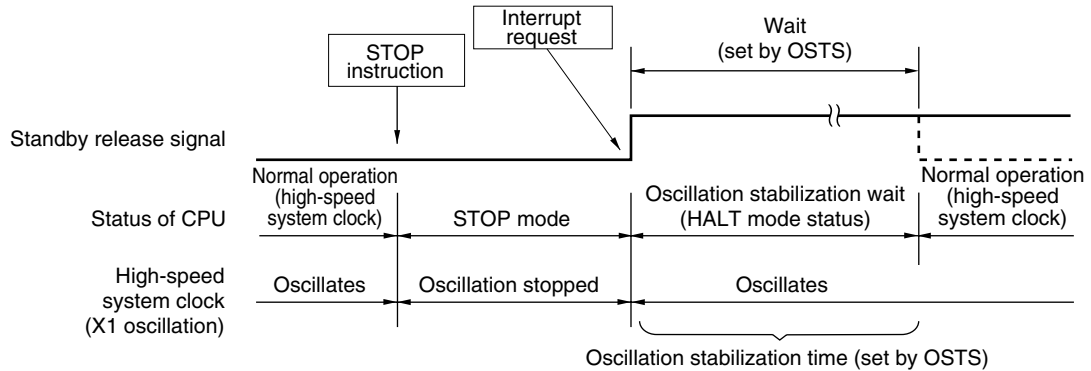 STOP
instruction
Interrupt
request
Wait
(set by OSTS)
Standby release signal
Normal operation
(high-speed
system clock)
Status of CPU
STOP mode
Oscillation stabilization wait
(HALT mode status)
Normal operation
(high-speed
system clock)
High-speed
system clock
(X1 oscillation)
Oscillates
Oscillation stopped
Oscillates
Oscillation stabilization time (set by OSTS)